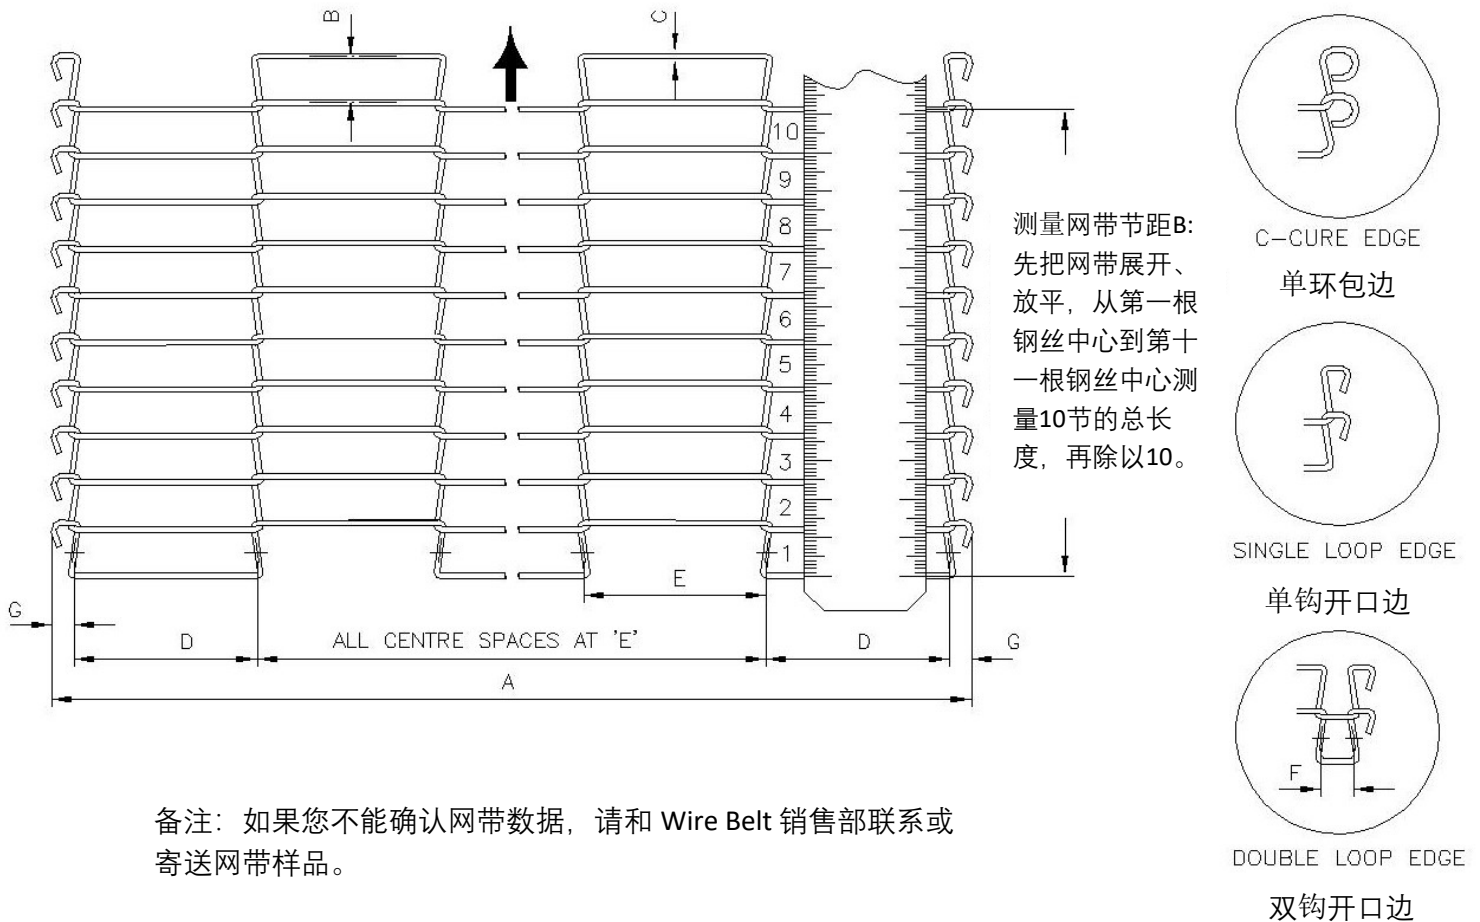 B
C
10
9
8
7
6
5
4
3
2
1
E
G
D
ALL CENTRE SPACES AT 'E'
D
G
A
测量网带节距B:
先把网带展开、
放平，从第一根
钢丝中心到第十
一根钢丝中心测
量10节的总长
度，再除以10。
C-CURE EDGE
单环包边
SINGLE LOOP EDGE
单钩开口边
F
DOUBLE LOOP EDGE
双钩开口边
备注：如果您不能确认网带数据，请和 Wire Belt 销售部联系或
寄送网带样品。